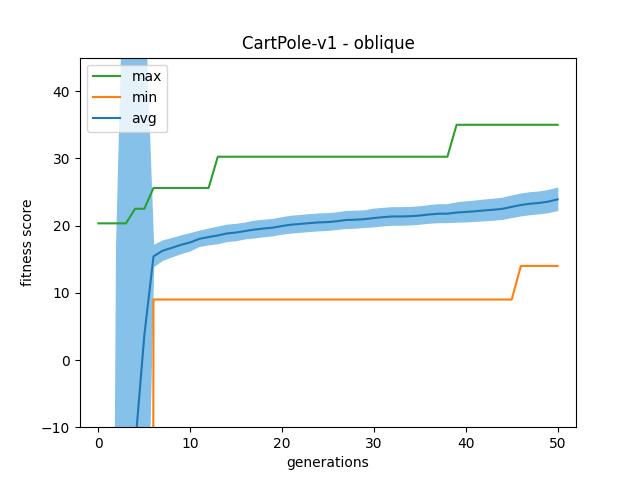 CartPole-v1 - oblique
max
min
avg
40
30
20
10
0
−10
fitness score
0 10 20 30 40 50
generations